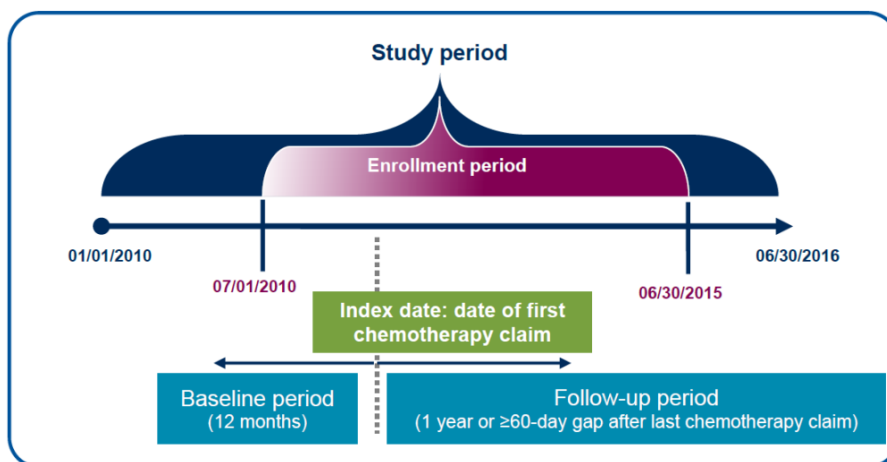 Study period
Enrollment period
01/01/2010
06/30/2016
07/01/2010
06/30/2015
Index date: date of first
chemotherapy claim
Baseline period
(12 months)
Follow-up period
(1 year or ≥60-day gap after last chemotherapy claim)